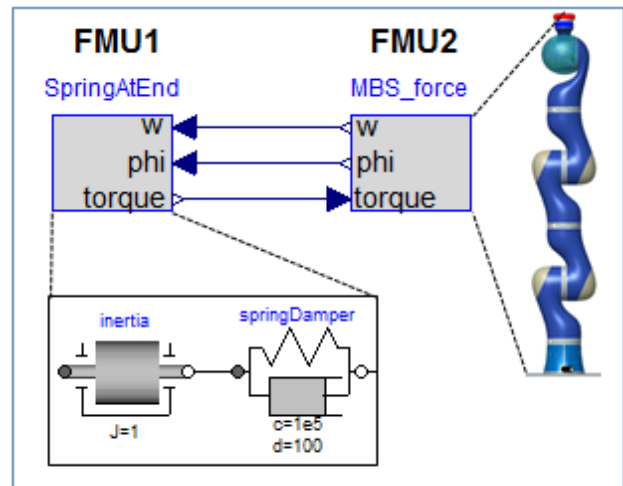 FMU1 FMU2
SpringAtEnd MBS_force
w w
phi phi
torque torque
inertia springDamper
J=1 c=1e5
d=100